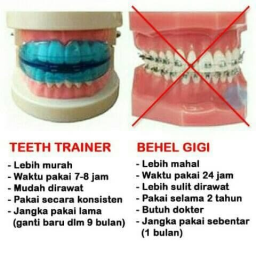 TEETH TRAINER
- Lebih murah
- Waktu pakai 7-8 jam
- Mudah dirawat
- Pakai secara konsisten
- Jangka pakai lama
(ganti baru dlm 9 bulan)
BEHEL GIGI
- Lebih mahal
- Waktu pakai 24 jam
- Lebih sulit dirawat
- Pakai selama 2 tahun
- Butuh dokter
- Jangka pakai sebentar
(1 bulan)